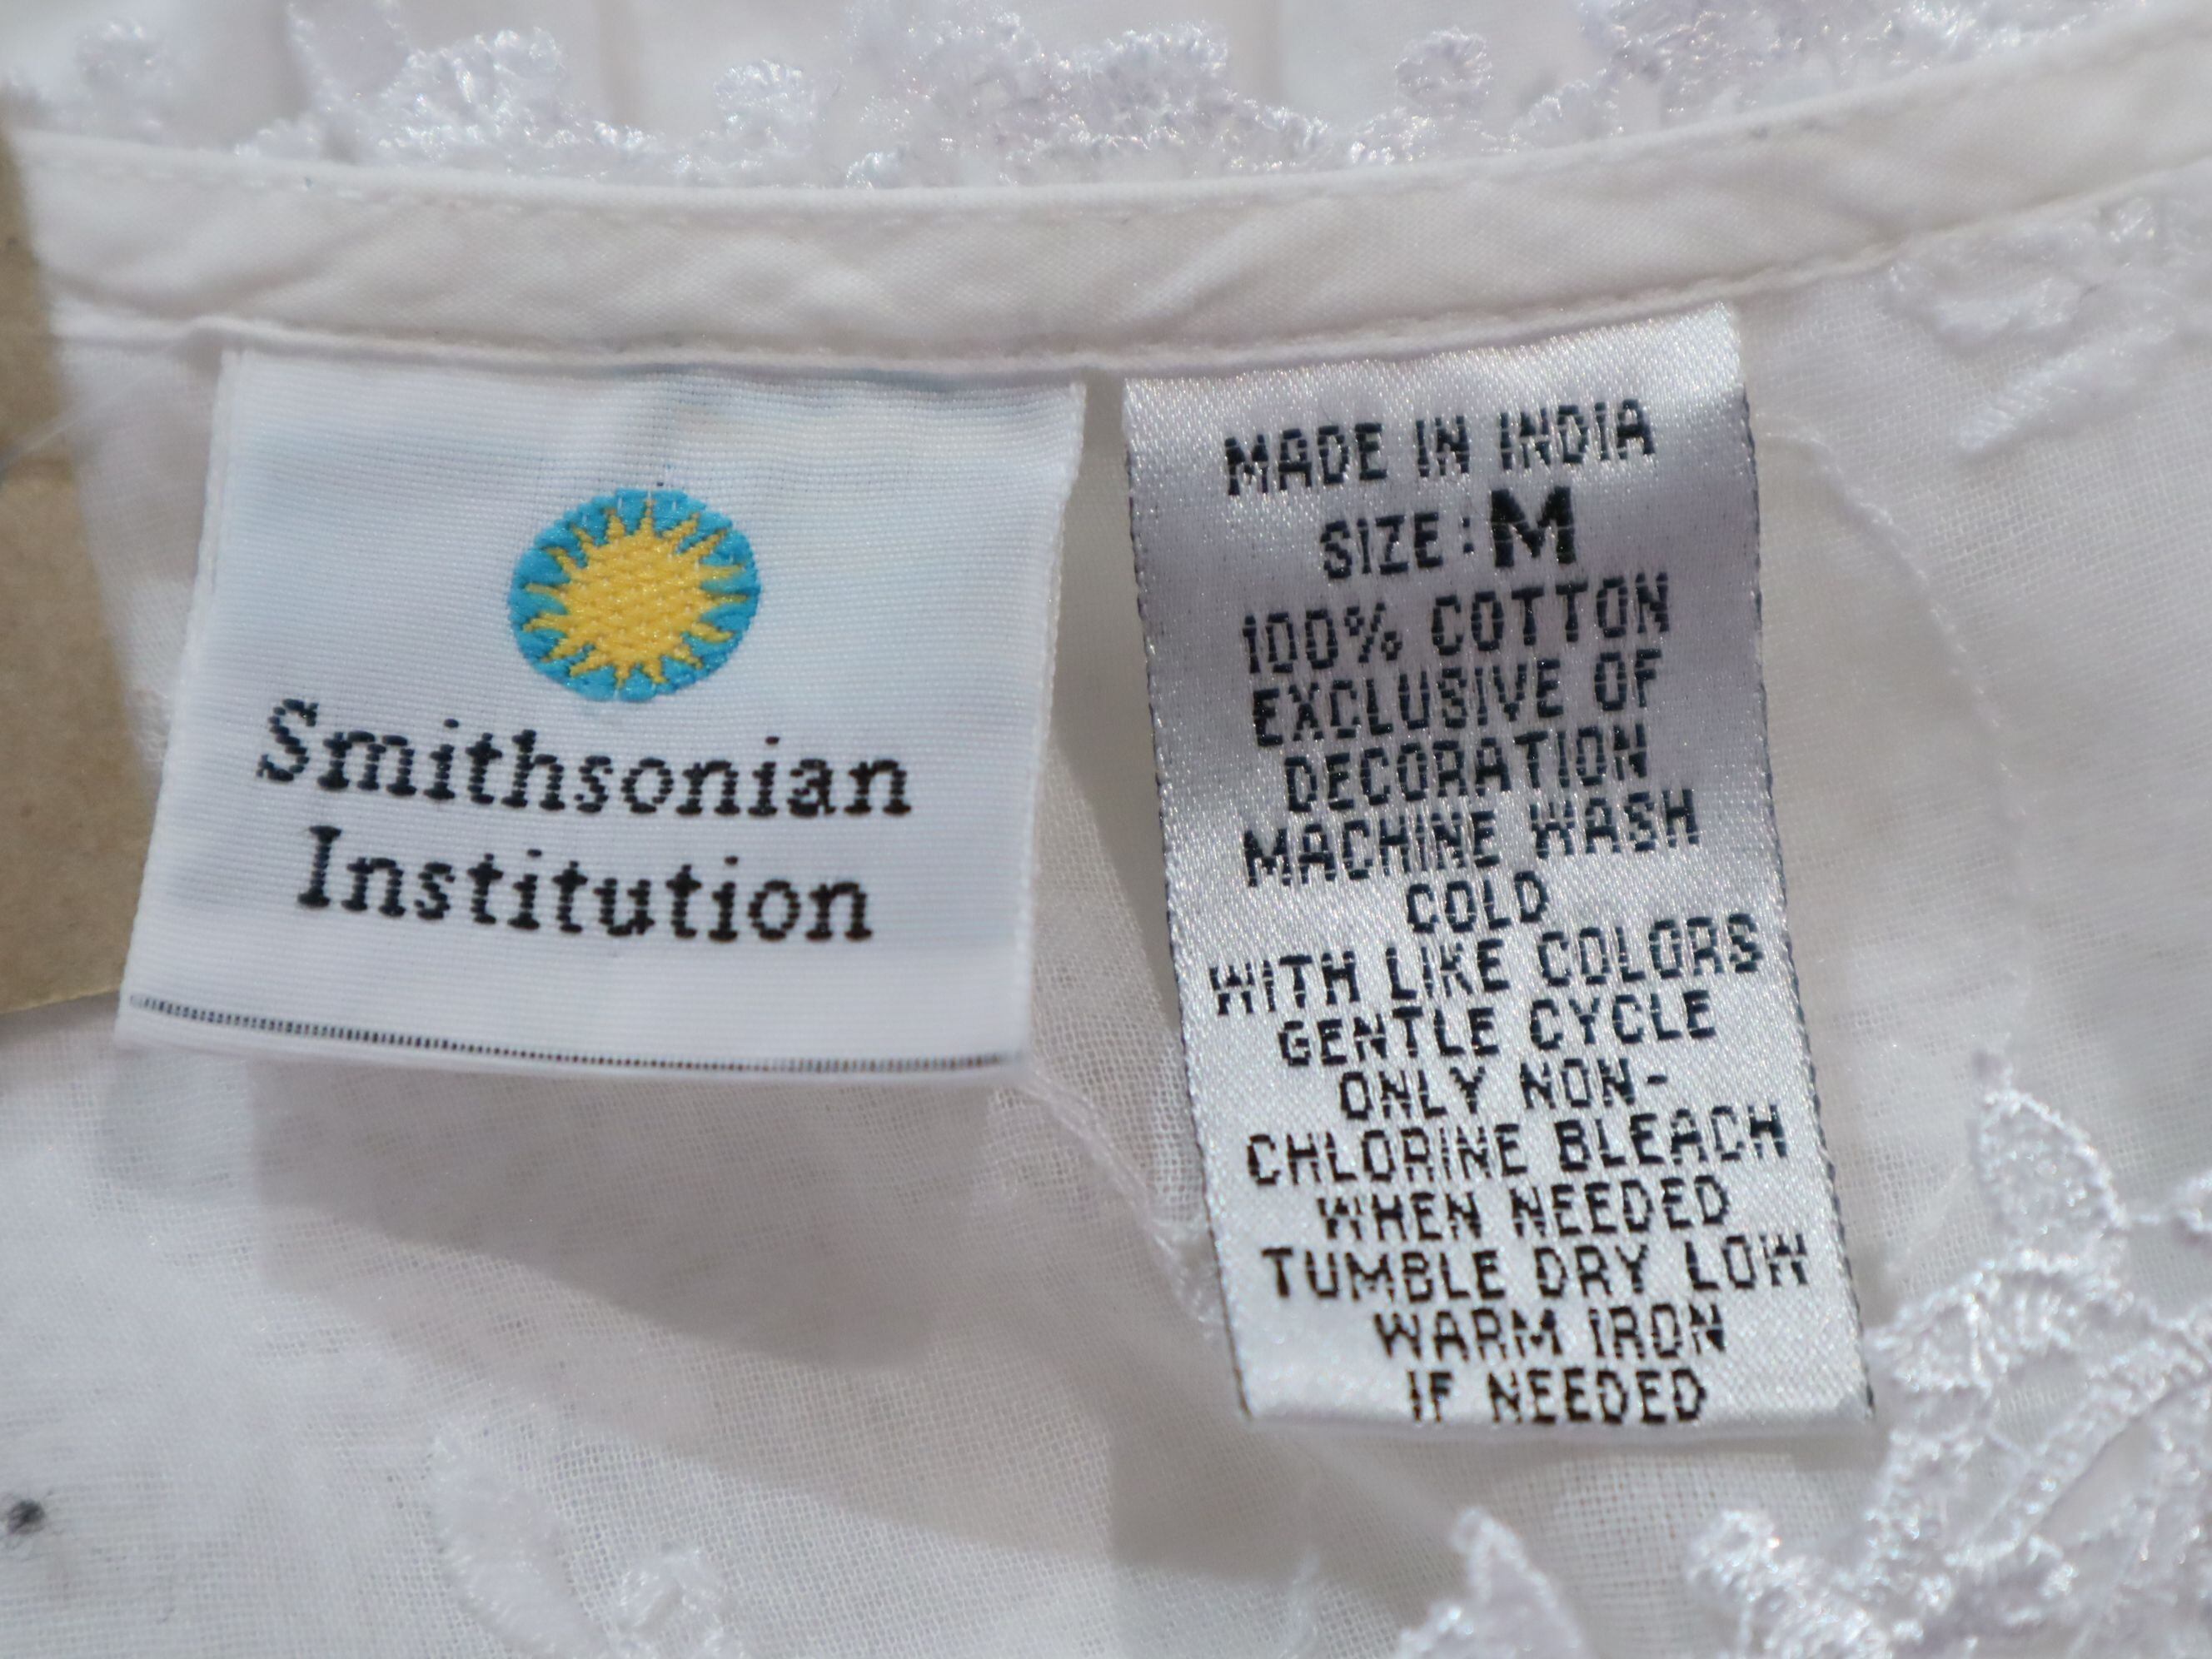 Smithsonian
Institution
MADE IN INDIA
SIZE: M
100% COTTON
EXCLUSIVE OF
DECORATION
MACHINE WASH
COLD
WITH LIKE COLORS
GENTLE CYCLE
ONLY NON-
CHLORINE BLEACH
WHEN NEEDED
TUMBLE DRY LOW
WARM IRON
IF NEEDED